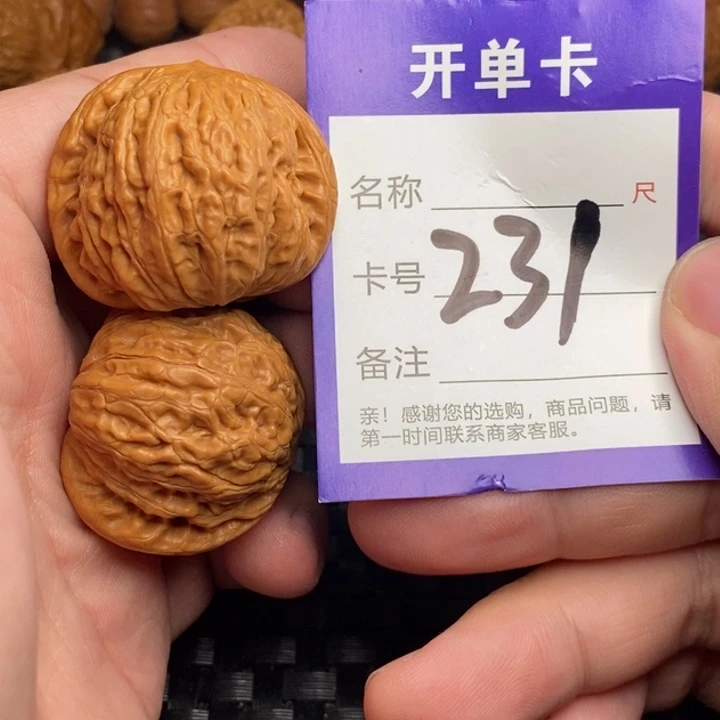 开单卡
名称 尺
卡号 231
备注
亲！感谢您的选购，商品问题，请
第一时间联系商家客服。